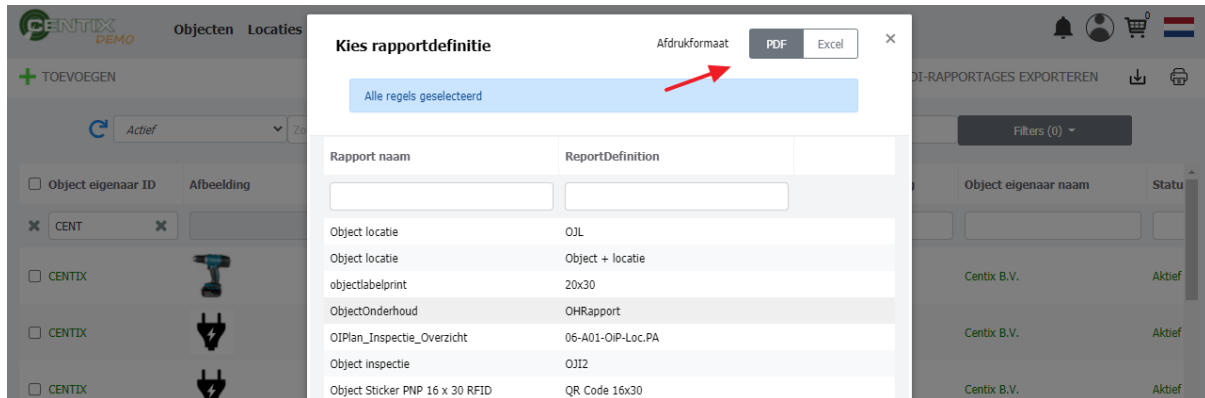 CENTIX
DEMO
Objecten Locaties
Kies rapportdefinitie
Afdrukformaat PDF Excel ×
0
TOEVOEGEN
OI-RAPPORTAGES EXPORTEREN
Alle regels geselecteerd
Actief Zo
Filters (0)
Rapport naam ReportDefinition
Object eigenaar ID Afbeelding Object eigenaar naam Statu
CENT
Object locatie OJL
Object locatie Object + locatie
CENTIX Centix B.V. Aktief
objectlabelprint 20x30
ObjectOnderhoud OHRapport
OIPlan_Inspectie_Overzicht 06-A01-OiP-Loc.PA
CENTIX Centix B.V. Aktief
Object inspectie OJI2
Object Sticker PNP 16 x 30 RFID QR Code 16x30
CENTIX Centix B.V. Aktief